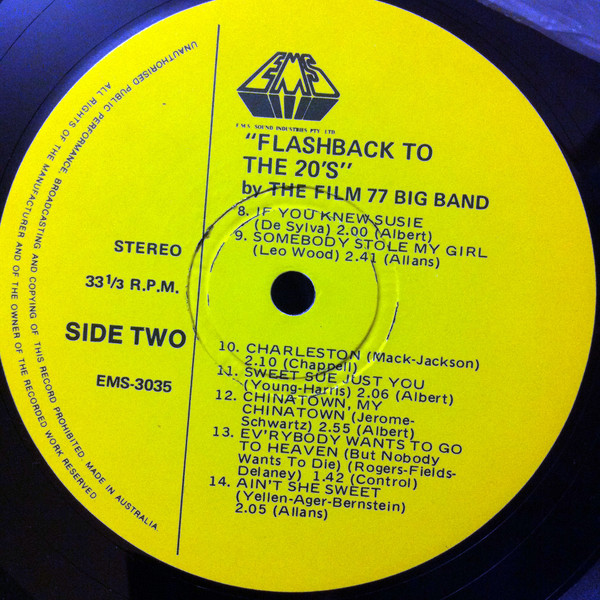 EMS
E.M.S. SOUND INDUSTRIES PTY. LTD.
"FLASHBACK TO
THE 20'S"
by THE FILM 77 BIG BAND
8. IF YOU KNEW SUSIE
(De Sylva) 2.00 (Albert)
9. SOMEBODY STOLE MY GIRL
(Leo Wood) 2.41 (Allans)
STEREO
33 1/3 R.P.M.
SIDE TWO
EMS-3035
10. CHARLESTON (Mack-Jackson)
2.10 (Chappell)
11. SWEET SUE JUST YOU
(Young-Harris) 2.06 (Albert)
12. CHINATOWN, MY
CHINATOWN (Jerome-
Schwartz) 2.55 (Albert)
13. EV'RYBODY WANTS TO GO
TO HEAVEN (But Nobody
Wants To Die) (Rogers-Fields-
Delaney) 1.42 (Control)
14. AIN'T SHE SWEET
(Yellen-Ager-Bernstein)
2.05 (Allans)
UNAUTHORISED PUBLIC PERFORMANCE, BROADCASTING AND COPYING OF THIS RECORD PROHIBITED MADE IN AUSTRALIA
ALL RIGHTS OF THE MANUFACTURER AND OF THE OWNER OF THE RECORDED WORK RESERVED